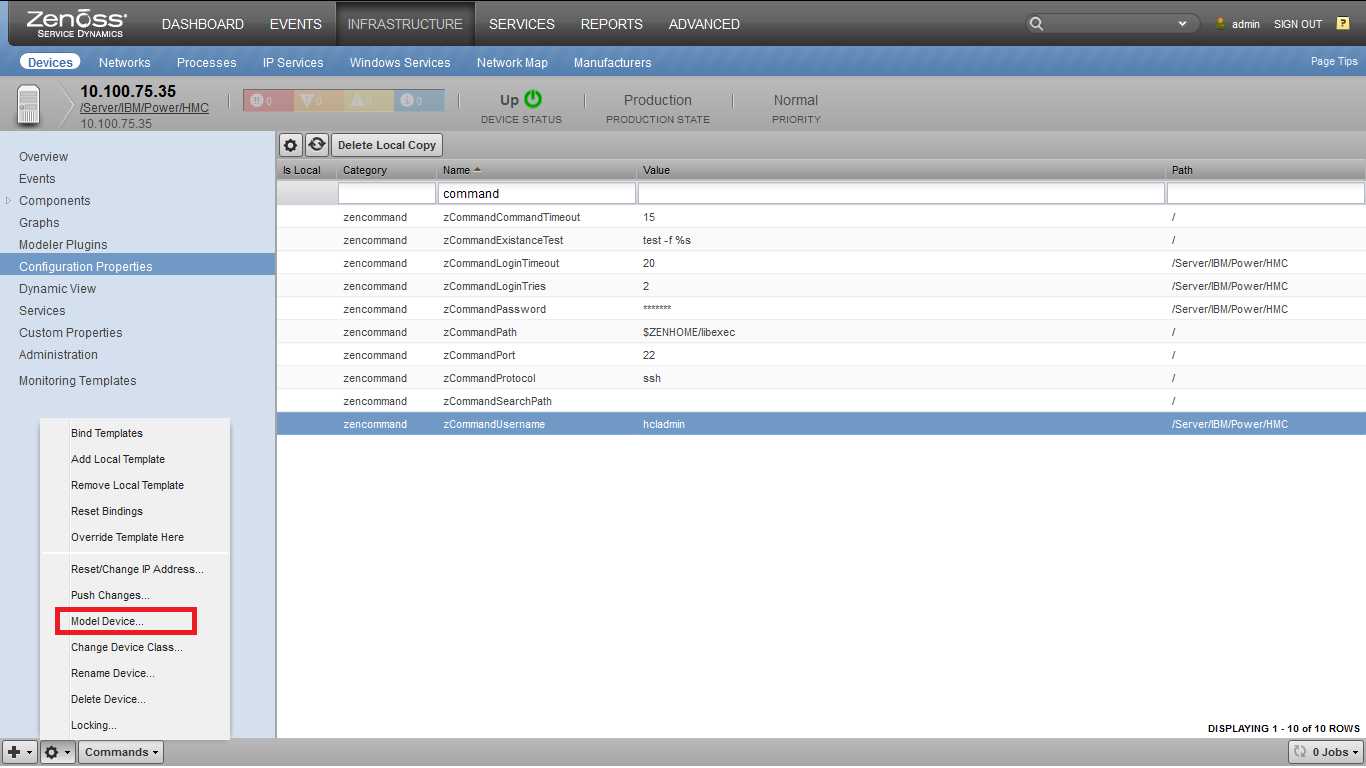 Zenoss DASHBOARD EVENTS INFRASTRUCTURE SERVICES REPORTS ADVANCED admin SIGN OUT ?
SERVICE DYNAMICS
Devices Networks Processes IP Services Windows Services Network Map Manufacturers Page Tips
10.100.75.35
/Server/IBM/Power/HMC
10.100.75.35
0 0 0 0
Up
DEVICE STATUS
Production
PRODUCTION STATE
Normal
PRIORITY
Overview
Events
Components
Graphs
Modeler Plugins
Configuration Properties
Dynamic View
Services
Custom Properties
Administration
Monitoring Templates
Bind Templates
Add Local Template
Remove Local Template
Reset Bindings
Override Template Here
Reset/Change IP Address...
Push Changes...
Model Device...
Change Device Class...
Rename Device...
Delete Device...
Locking...
Delete Local Copy
Is Local Category Name Value Path
command
zencommand zCommandCommandTimeout 15 /
zencommand zCommandExistanceTest test -f %s /
zencommand zCommandLoginTimeout 20 /Server/IBM/Power/HMC
zencommand zCommandLoginTries 2 /Server/IBM/Power/HMC
zencommand zCommandPassword ******* /Server/IBM/Power/HMC
zencommand zCommandPath $ZENHOME/libexec /
zencommand zCommandPort 22 /
zencommand zCommandProtocol ssh /
zencommand zCommandSearchPath /
zencommand zCommandUsername hcladmin /Server/IBM/Power/HMC
DISPLAYING 1 - 10 of 10 ROWS
Commands 0 Jobs